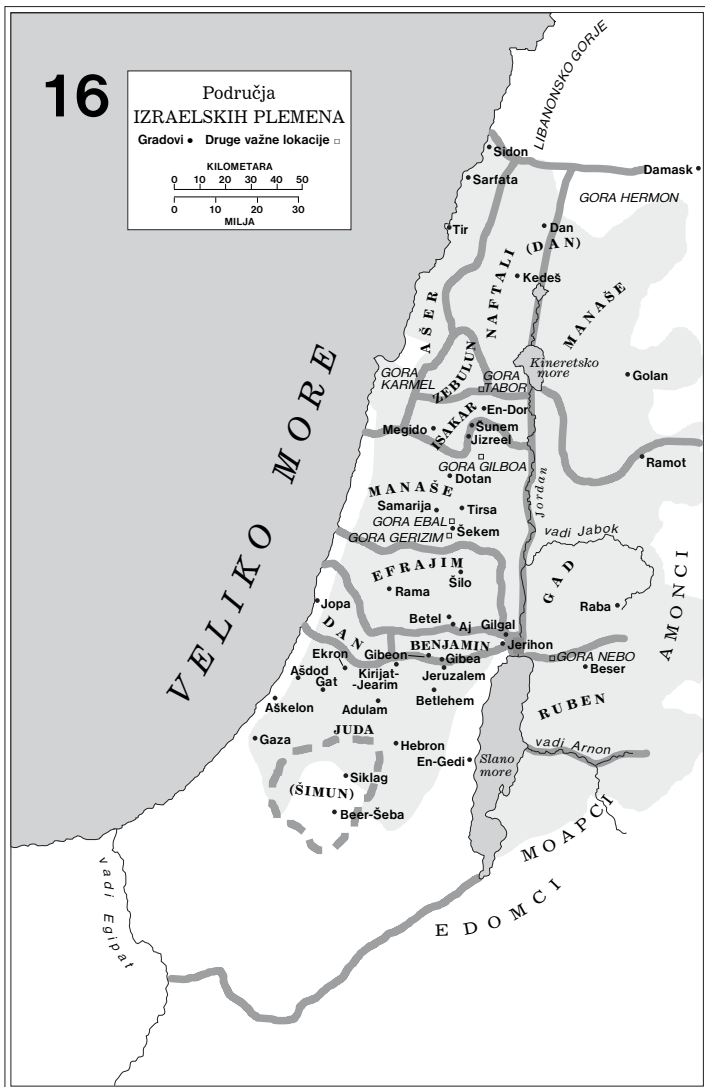 16
Područja
IZRAELSKIH PLEMENA
Gradovi • Druge važne lokacije □
KILOMETARA
0 10 20 30 40 50
0 10 20 30
MILJA
LIBANONSKO GORJE
Sidon
Damask
Sarfata
GORA HERMON
Tir
Dan
(DAN)
NAFTALI
Kedeš
MANAŠE
AŠER
Kineretsko
more
Golan
ZEBULUN
GORA
KARMEL
GORA
TABOR
En-Dor
ISAKAR
Megido
Šunem
Jizreel
GORA GILBOA
Ramot
VELIKO MORE
Dotan
Jordan
MANAŠE
Samarija
Tirsa
GORA EBAL
GORA GERIZIM
Šekem
vadi Jabok
EFRAJIM
Šilo
Rama
GAD
Raba
AMONCI
Jopa
Betel
Aj
Gilgal
DAN
BENJAMIN
Jerihon
Ekron
Gibeon
Gibea
GORA NEBO
Beser
Ašdod
Gat
Kirijat-
-Jearim
Jeruzalem
Aškelon
Adulam
Betlehem
RUBEN
JUDA
Gaza
Hebron
En-Gedi
Slano
more
vadi Arnon
Siklag
(ŠIMUN)
Beer-Šeba
MOAPCI
EDOMCI
vadi Egipat